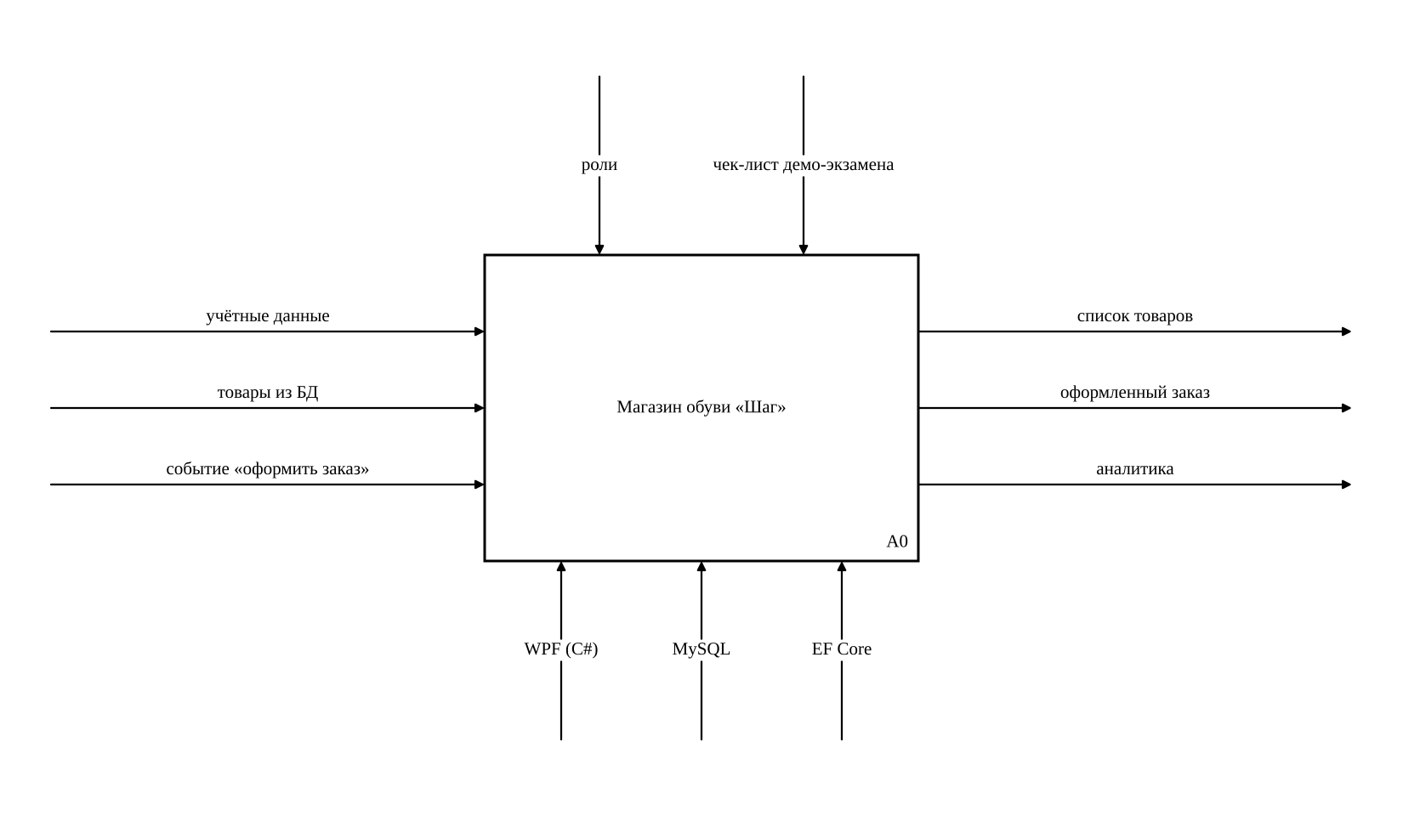 роли
чек-лист демо-экзамена
учётные данные
список товаров
товары из БД
Магазин обуви «Шаг»
оформленный заказ
событие «оформить заказ»
аналитика
A0
WPF (C#)
MySQL
EF Core